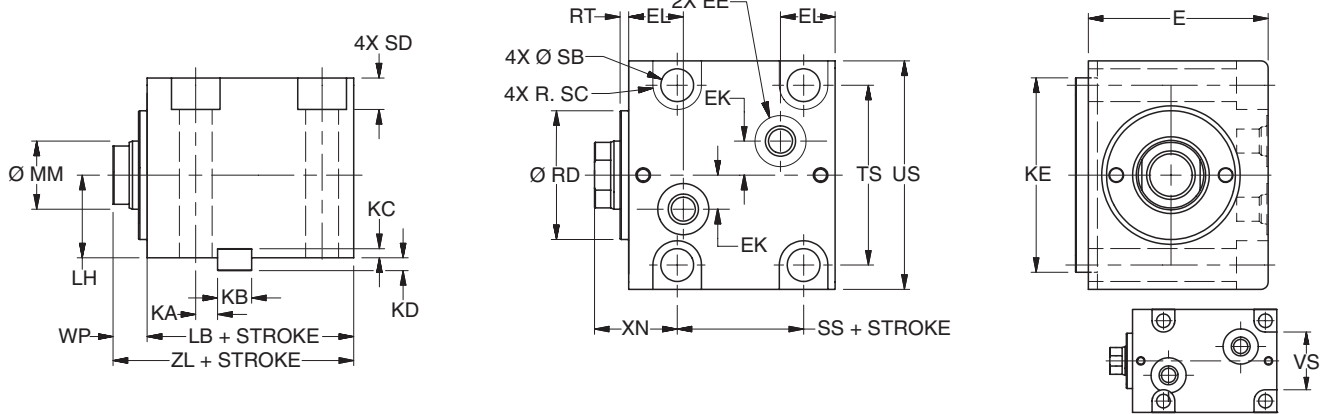 4X SD
Ø MM
LH
KA
KB
KC
KD
WP
LB + STROKE
ZL + STROKE
RT
EL
2X EE
EL
4X Ø SB
4X R. SC
EK
Ø RD
TS
US
EK
XN
SS + STROKE
E
KE
VS